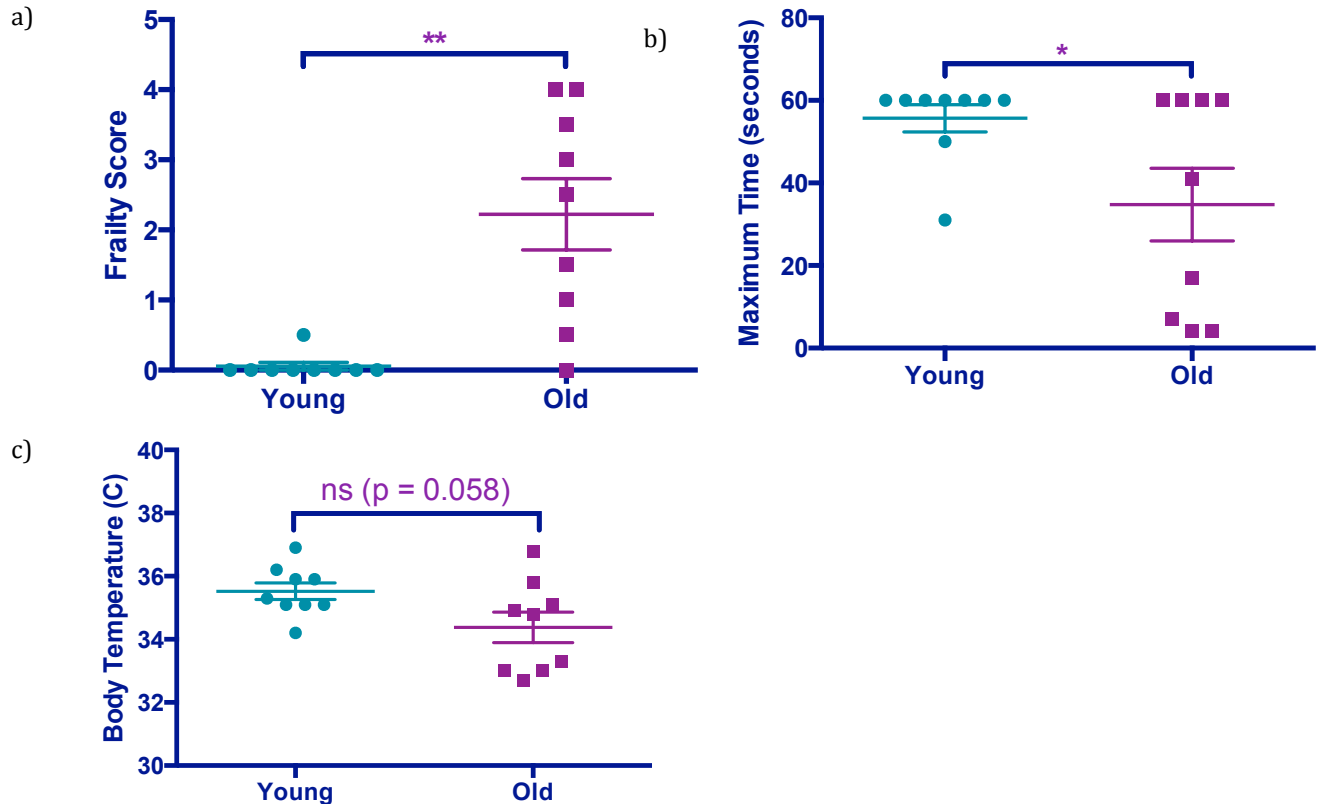 a)
Frailty Score
5
4
3
2
1
0
**
Young
Old
b)
Maximum Time (seconds)
80
60
40
20
0
*
Young
Old
c)
Body Temperature (C)
40
38
36
34
32
30
ns (p = 0.058)
Young
Old